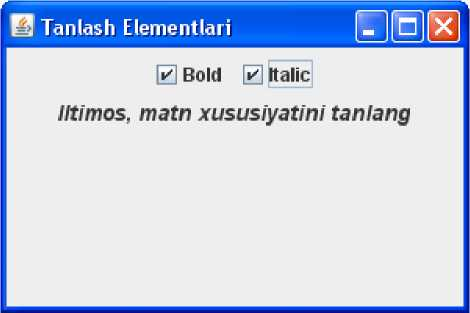 Tanlash Elementlari
Bold Italic
Iltimos, matn xususiyatini tanlang